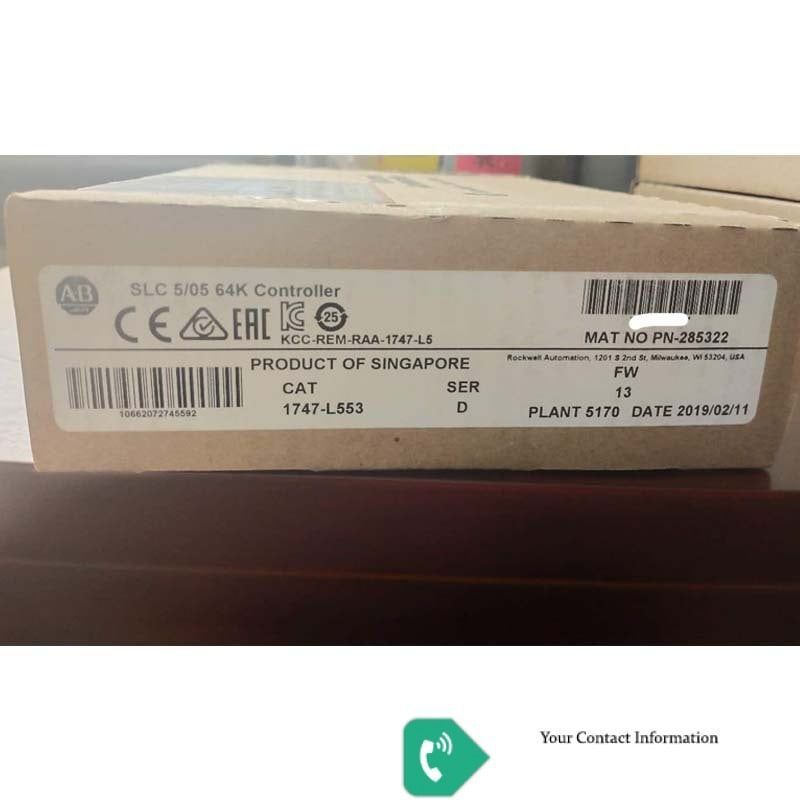 A-B
SLC 5/05 64K Controller
CE EAC 25
KCC-REM-RAA-1747-L5
MAT NO PN-285322
PRODUCT OF SINGAPORE
Rockwell Automation, 1201 S 2nd St, Milwaukee, WI 53204, USA
CAT SER FW
13
1747-L553 D
PLANT 5170 DATE 2019/02/11
10662072745592
Your Contact Information